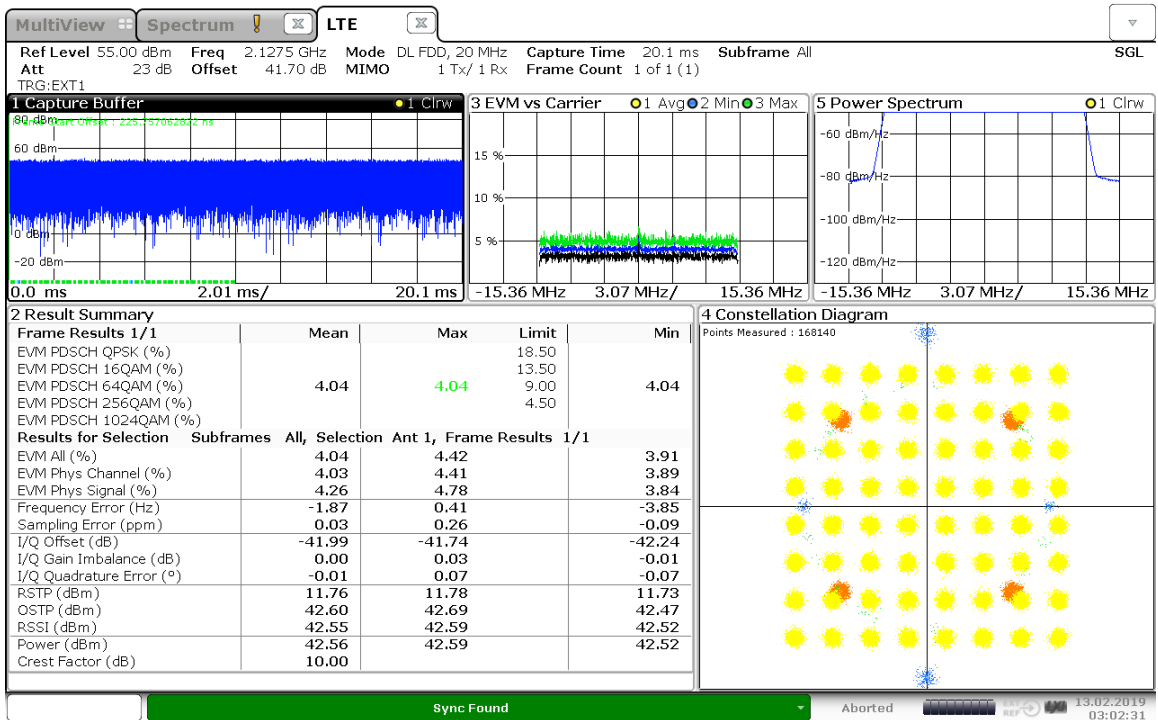 MultiView Spectrum LTE
Ref Level 55.00 dBm Freq 2.1275 GHz Mode DL FDD, 20 MHz Capture Time 20.1 ms Subframe All SGL
Att 23 dB Offset 41.70 dB MIMO 1 Tx/ 1 Rx Frame Count 1 of 1 (1)
TRG:EXT1
1 Capture Buffer 1 Clrw
80 dBm
60 dBm
0 dBm
-20 dBm
0.0 ms 2.01 ms/ 20.1 ms
3 EVM vs Carrier 1 Avg 2 Min 3 Max
15 %
10 %
5 %
-15.36 MHz 3.07 MHz/ 15.36 MHz
5 Power Spectrum 1 Clrw
-60 dBm/Hz
-80 dBm/Hz
-100 dBm/Hz
-120 dBm/Hz
-15.36 MHz 3.07 MHz/ 15.36 MHz
2 Result Summary
Frame Results 1/1 Mean Max Limit Min
EVM PDSCH QPSK (%) 18.50
EVM PDSCH 16QAM (%) 13.50
EVM PDSCH 64QAM (%) 4.04 4.04 9.00 4.04
EVM PDSCH 256QAM (%) 4.50
EVM PDSCH 1024QAM (%)
Results for Selection Subframes All, Selection Ant 1, Frame Results 1/1
EVM All (%) 4.04 4.42 3.91
EVM Phys Channel (%) 4.03 4.41 3.89
EVM Phys Signal (%) 4.26 4.78 3.84
Frequency Error (Hz) -1.87 0.41 -3.85
Sampling Error (ppm) 0.03 0.26 -0.09
I/Q Offset (dB) -41.99 -41.74 -42.24
I/Q Gain Imbalance (dB) 0.00 0.03 -0.01
I/Q Quadrature Error (º) -0.01 0.07 -0.07
RSTP (dBm) 11.76 11.78 11.73
OSTP (dBm) 42.60 42.69 42.47
RSSI (dBm) 42.55 42.59 42.52
Power (dBm) 42.56 42.59 42.52
Crest Factor (dB) 10.00
4 Constellation Diagram
Points Measured : 168140
Sync Found Aborted EXT REF 13.02.2019
03:02:31